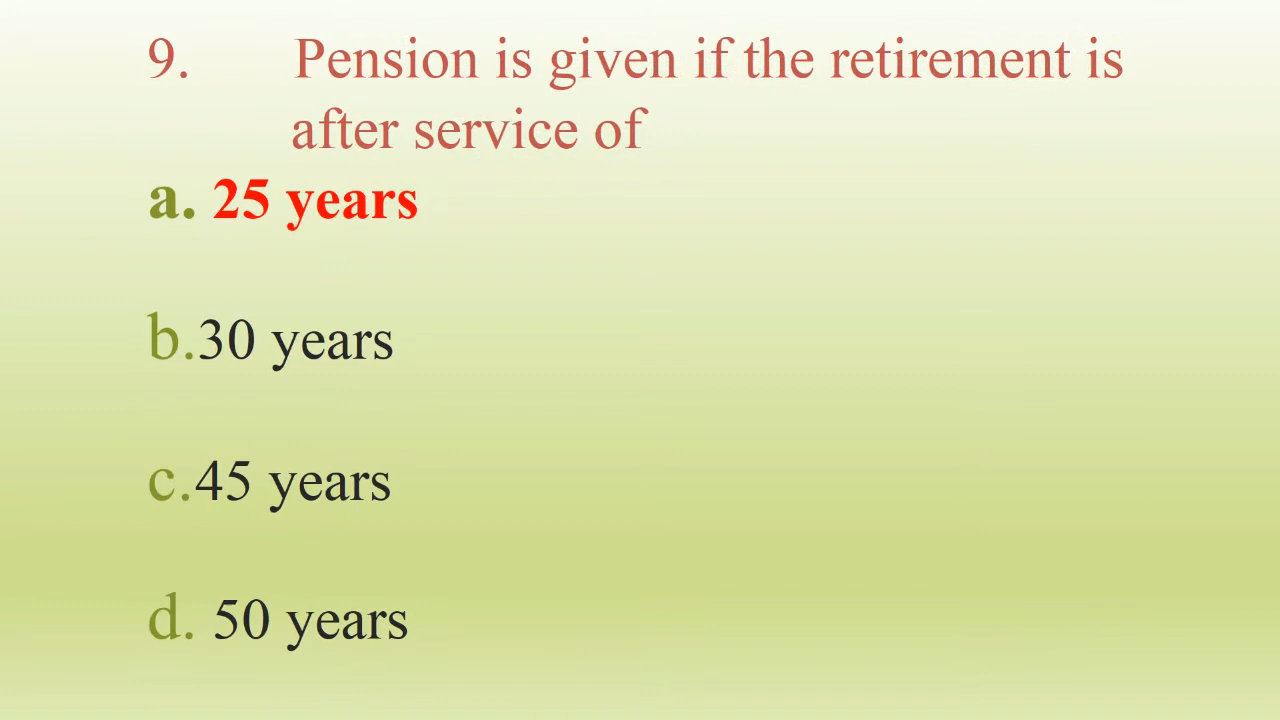 9. Pension is given if the retirement is
after service of
a. 25 years
b.30 years
c.45 years
d. 50 years